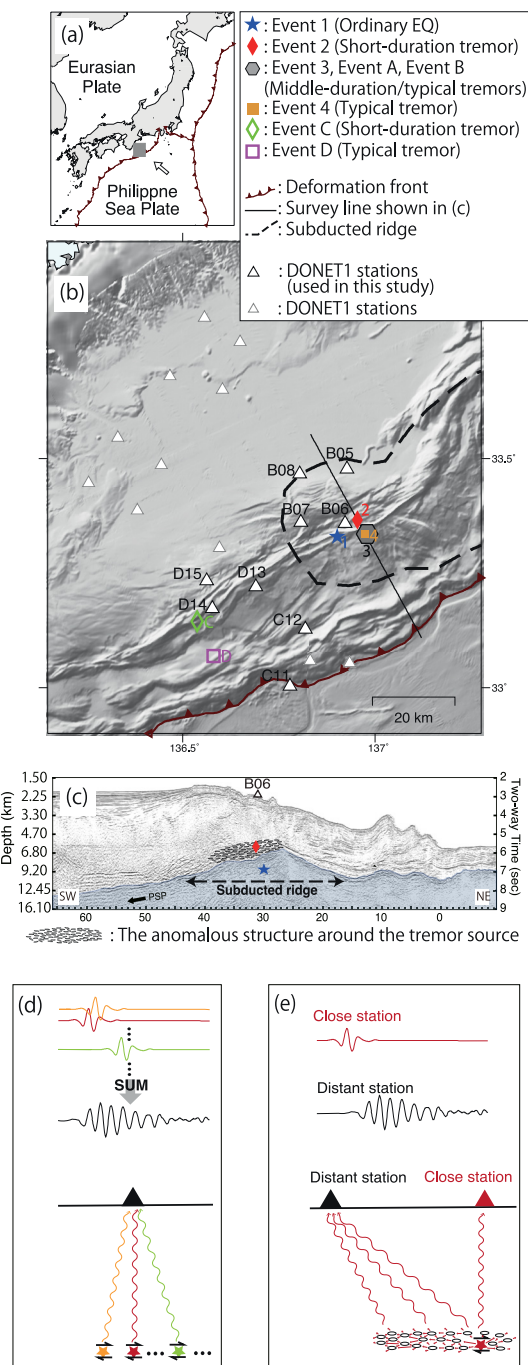 (a)
Eurasian
Plate
Philippne
Sea Plate
: Event 1 (Ordinary EQ)
: Event 2 (Short-duration tremor)
: Event 3, Event A, Event B
(Middle-duration/typical tremors)
: Event 4 (Typical tremor)
: Event C (Short-duration tremor)
: Event D (Typical tremor)
: Deformation front
: Survey line shown in (c)
: Subducted ridge
: DONET1 stations
(used in this study)
: DONET1 stations
(b)
B05
B08
33.5°
B07
B06
2
1
4
3
D15
D13
D14
C
C12
D
C11
33°
20 km
136.5°
137°
(c)
B06
Depth (km)
1.50
2.25
3.30
4.70
6.80
9.20
12.45
16.10
Two-way Time (sec)
2
3
4
5
6
7
8
9
SW
PSP
Subducted ridge
NE
60 50 40 30 20 10 0
: The anomalous structure around the tremor source
(d)
SUM
(e)
Close station
Distant station
Distant station
Close station